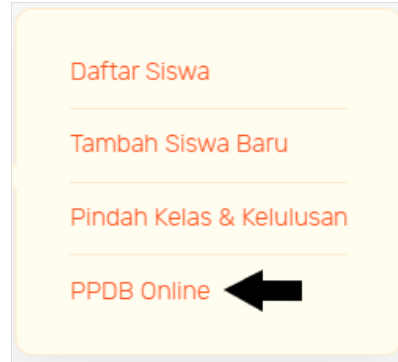 Daftar Siswa
Tambah Siswa Baru
Pindah Kelas & Kelulusan
PPDB Online